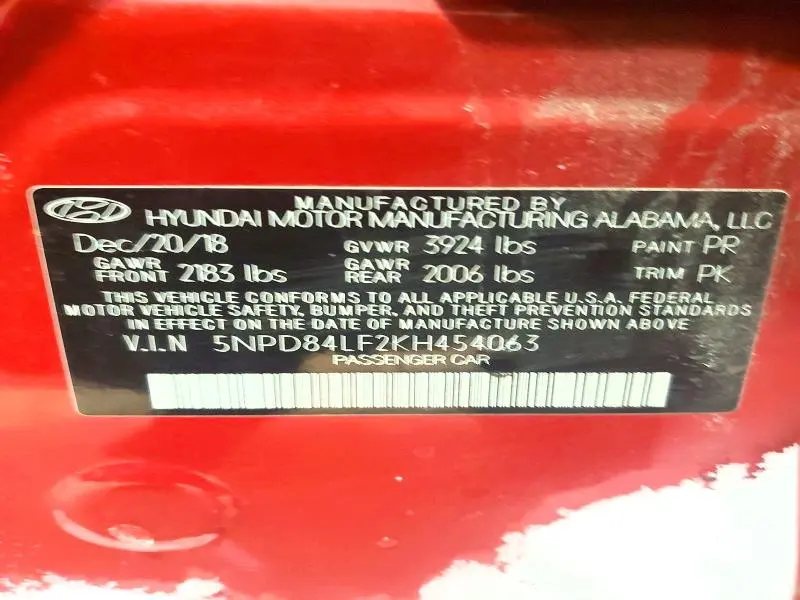 MANUFACTURED BY
HYUNDAI MOTOR MANUFACTURING ALABAMA, LLC
Dec/20/18 GVWR 3924 lbs PAINT PR
GAWR FRONT 2183 lbs GAWR REAR 2006 lbs TRIM PK
THIS VEHICLE CONFORMS TO ALL APPLICABLE U.S.A. FEDERAL
MOTOR VEHICLE SAFETY, BUMPER, AND THEFT PREVENTION STANDARDS
IN EFFECT ON THE DATE OF MANUFACTURE SHOWN ABOVE.
V.I.N 5NPD84LF2KH454063
PASSENGER CAR